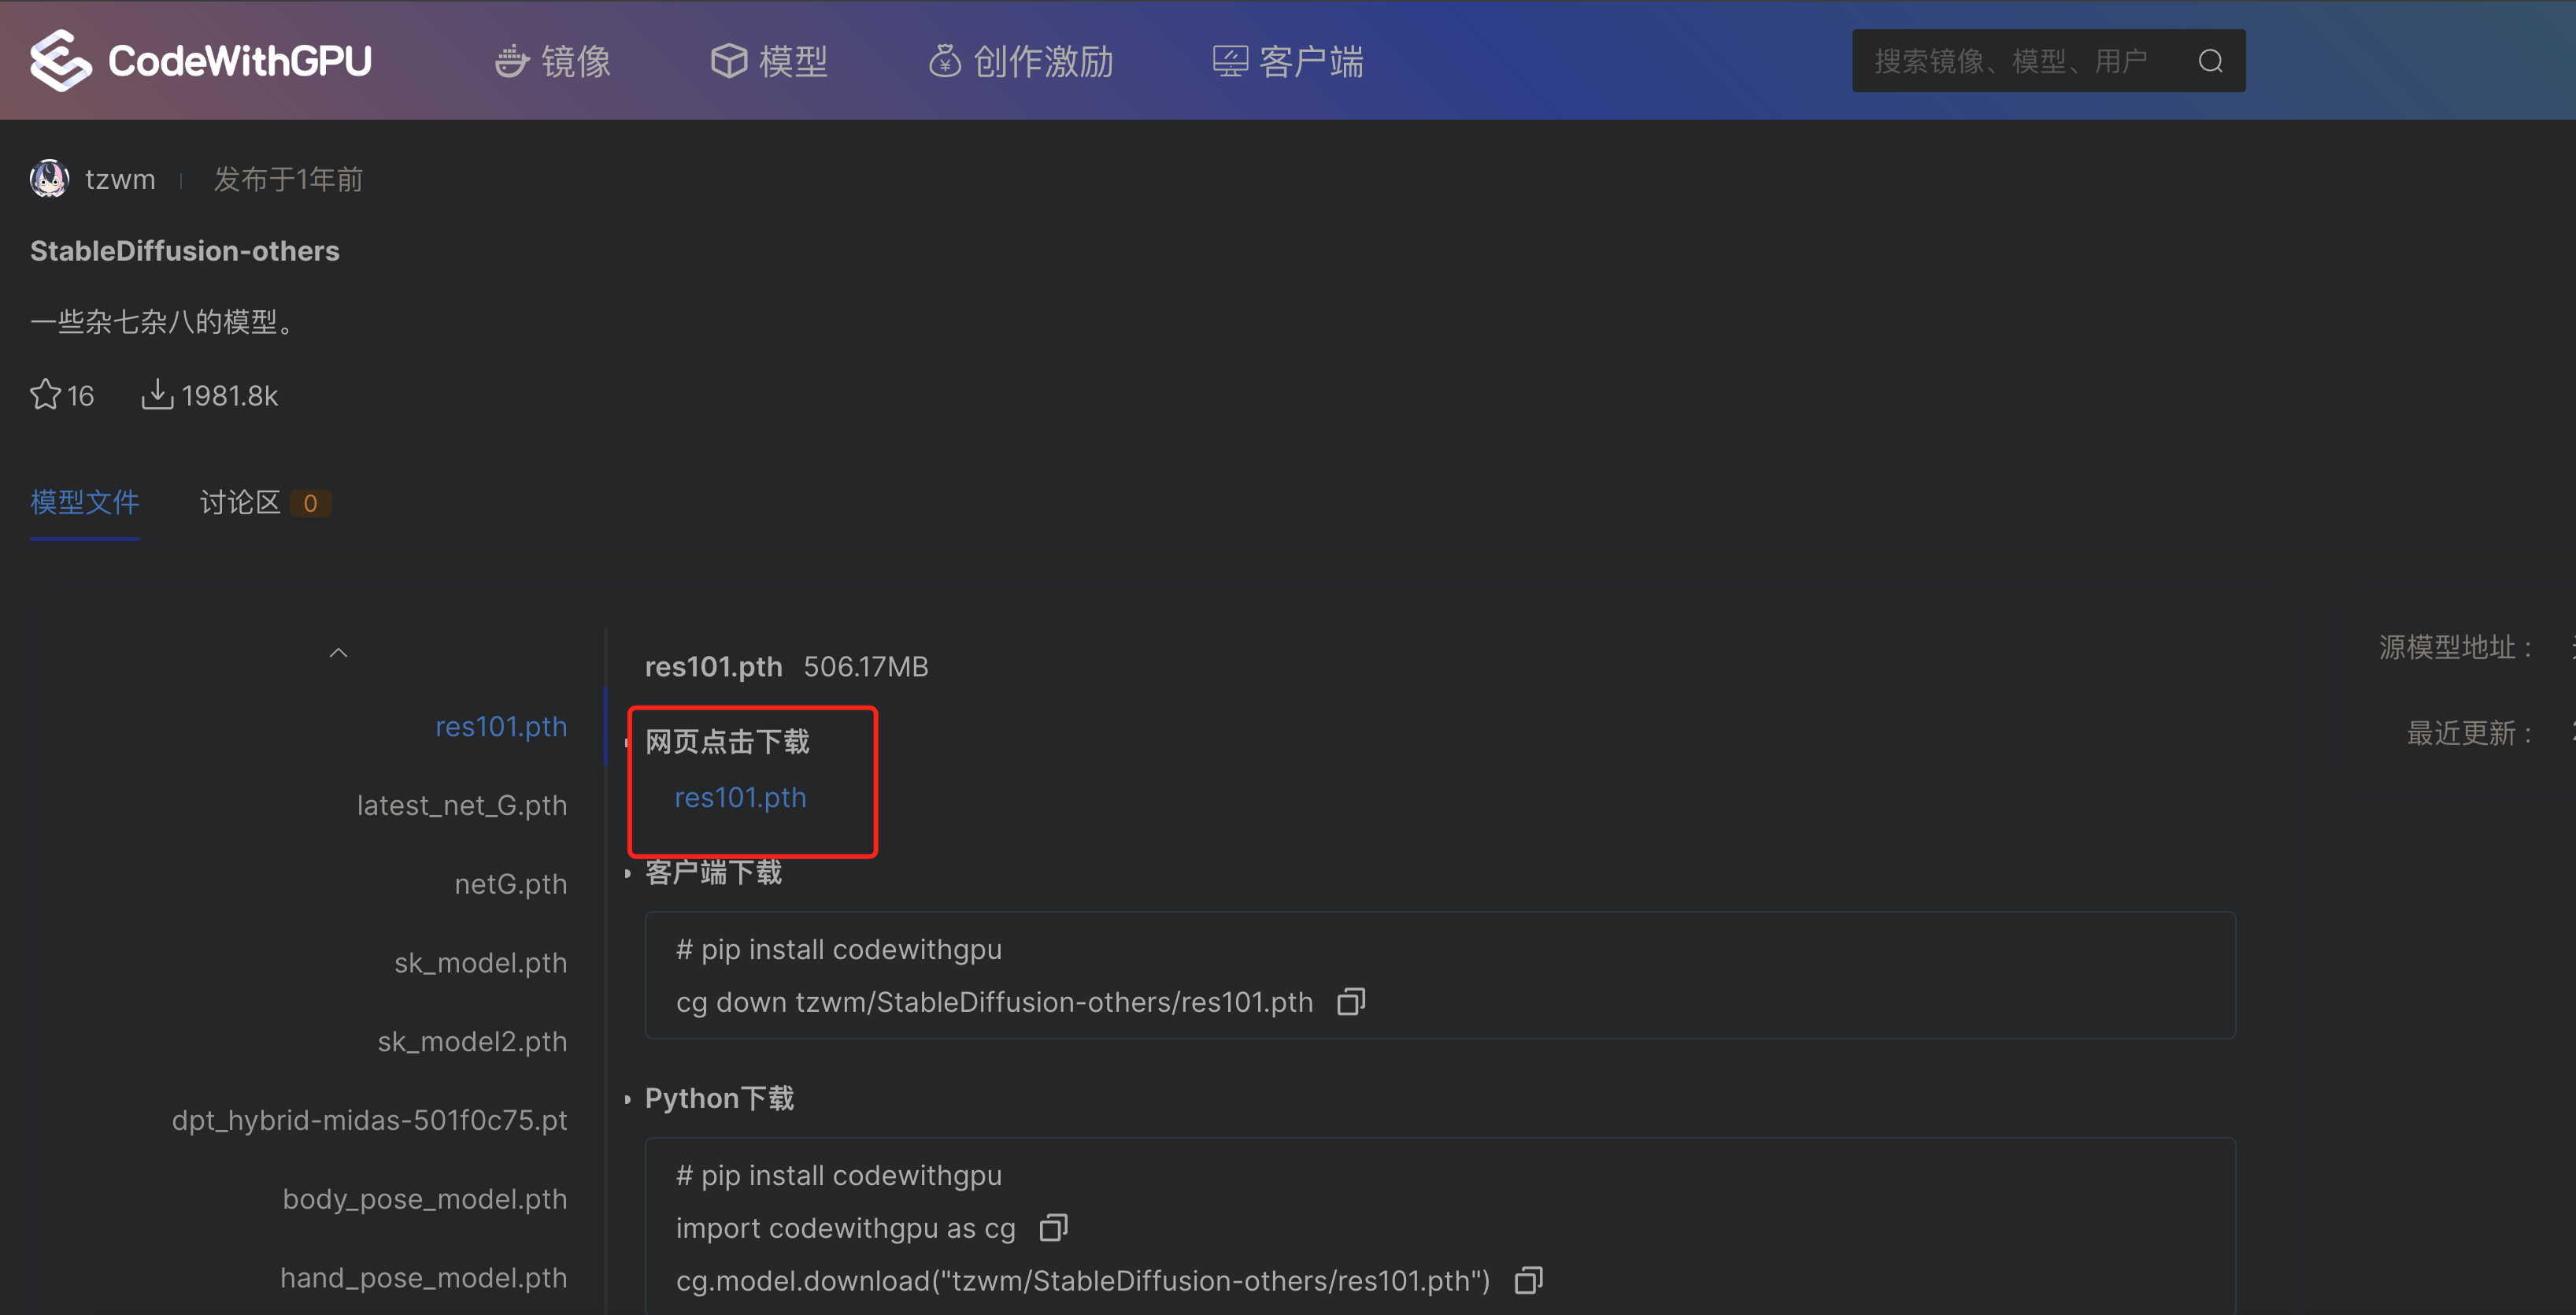 CodeWithGPU
镜像
模型
创作激励
客户端
搜索镜像、模型、用户
tzwm
发布于1年前
StableDiffusion-others
一些杂七杂八的模型。
16
1981.8k
模型文件
讨论区 0
res101.pth
latest_net_G.pth
netG.pth
sk_model.pth
sk_model2.pth
dpt_hybrid-midas-501f0c75.pt
body_pose_model.pth
hand_pose_model.pth
res101.pth 506.17MB
网页点击下载
res101.pth
客户端下载
# pip install codewithgpu
cg down tzwm/StableDiffusion-others/res101.pth
Python下载
# pip install codewithgpu
import codewithgpu as cg
cg.model.download("tzwm/StableDiffusion-others/res101.pth")
源模型地址：
最近更新：